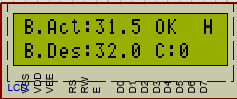 B.Act:31.5 OK H
B.Des:32.0 C:0
LCD
VSS
VDD
VEE
RS
RW
E
D0
D1
D2
D3
D4
D5
D6
D7